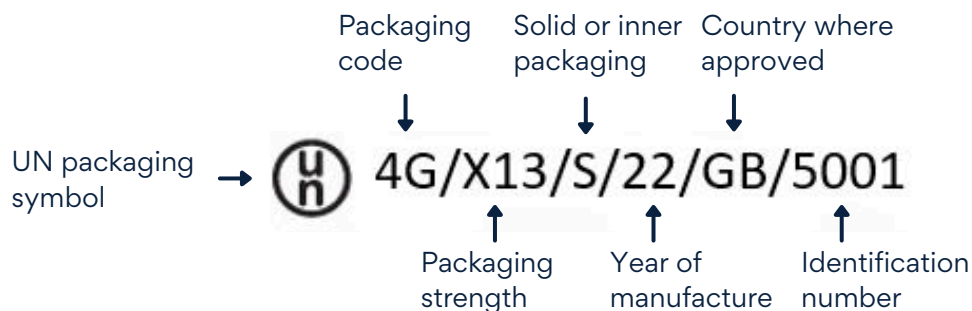 Packaging
code
Solid or inner
packaging
Country where
approved
UN packaging
symbol
un 4G/X13/S/22/GB/5001
Packaging
strength
Year of
manufacture
Identification
number